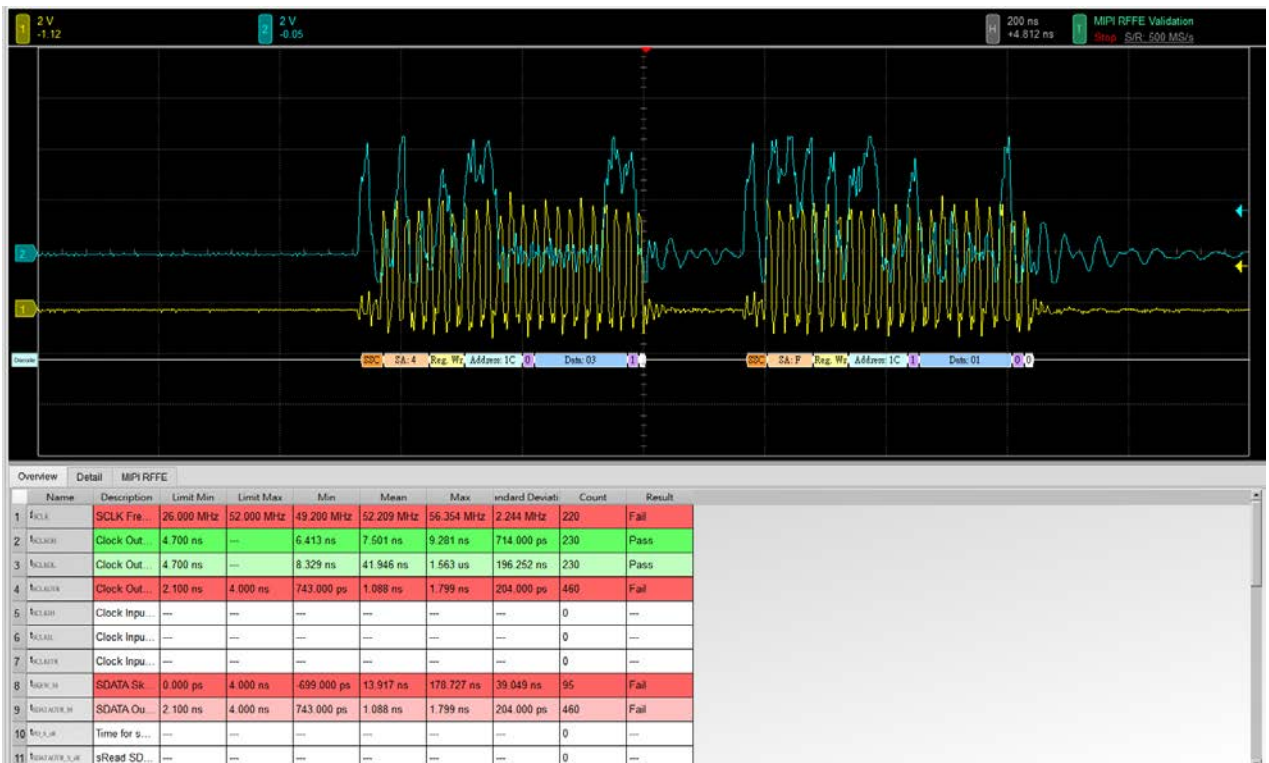 1 2 V -1.12 2 2 V -0.05 H 200 ns +4.812 ns T MIPI RFFE Validation Stop S/R: 500 MS/s
2
1
Decode SSC SA: 4 Reg. Wr Address: 1C 0 Data: 03 1 SSC SA: F Reg. Wr Address: 1C 1 Data: 01 0 0
Overview Detail MIPI RFFE
Name Description Limit Min Limit Max Min Mean Max andard Deviati Count Result
1 SCLK Fre... 26.000 MHz 52.000 MHz 49.200 MHz 52.209 MHz 56.354 MHz 2.244 MHz 220 Fail
2 Clock Out... 4.700 ns --- 6.413 ns 7.501 ns 9.281 ns 714.000 ps 230 Pass
3 Clock Out... 4.700 ns --- 8.329 ns 41.946 ns 1.563 us 196.252 ns 230 Pass
4 Clock Out... 2.100 ns 4.000 ns 743.000 ps 1.088 ns 1.799 ns 204.000 ps 460 Fail
5 Clock Inpu... --- --- --- --- --- --- 0 ---
6 Clock Inpu... --- --- --- --- --- --- 0 ---
7 Clock Inpu... --- --- --- --- --- --- 0 ---
8 SDATA Sk... 0.000 ps 4.000 ns -699.000 ps 13.917 ns 178.727 ns 39.049 ns 95 Fail
9 SDATA Ou... 2.100 ns 4.000 ns 743.000 ps 1.088 ns 1.799 ns 204.000 ps 460 Fail
10 Time for s... --- --- --- --- --- --- 0 ---
11 sRead SD... --- --- --- --- --- --- 0 ---